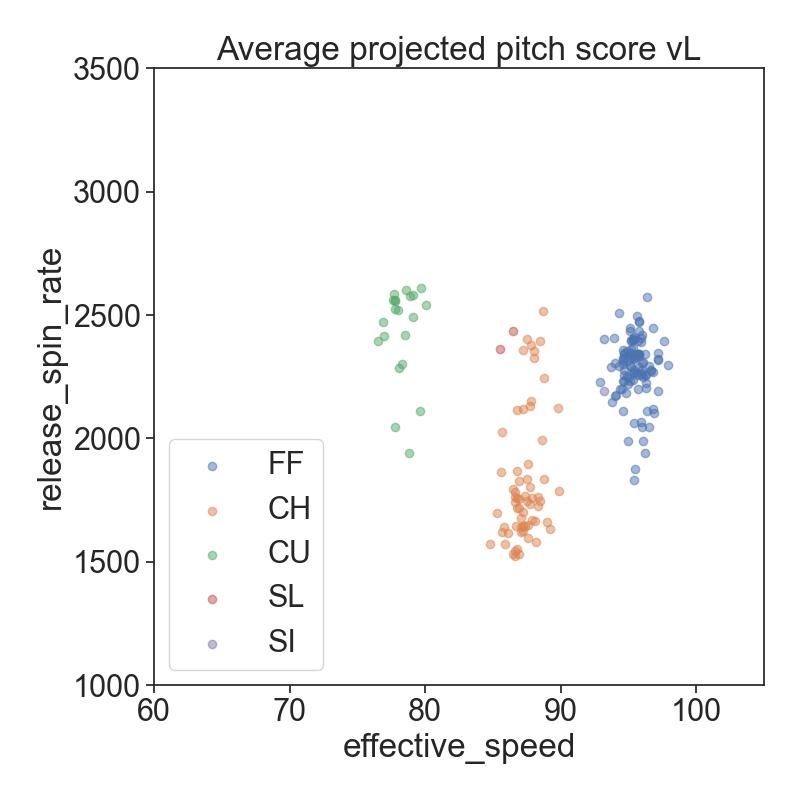 Average projected pitch score vL
3500
3000
2500
2000
1500
1000
release_spin_rate
FF
CH
CU
SL
SI
60
70
80
90
100
effective_speed